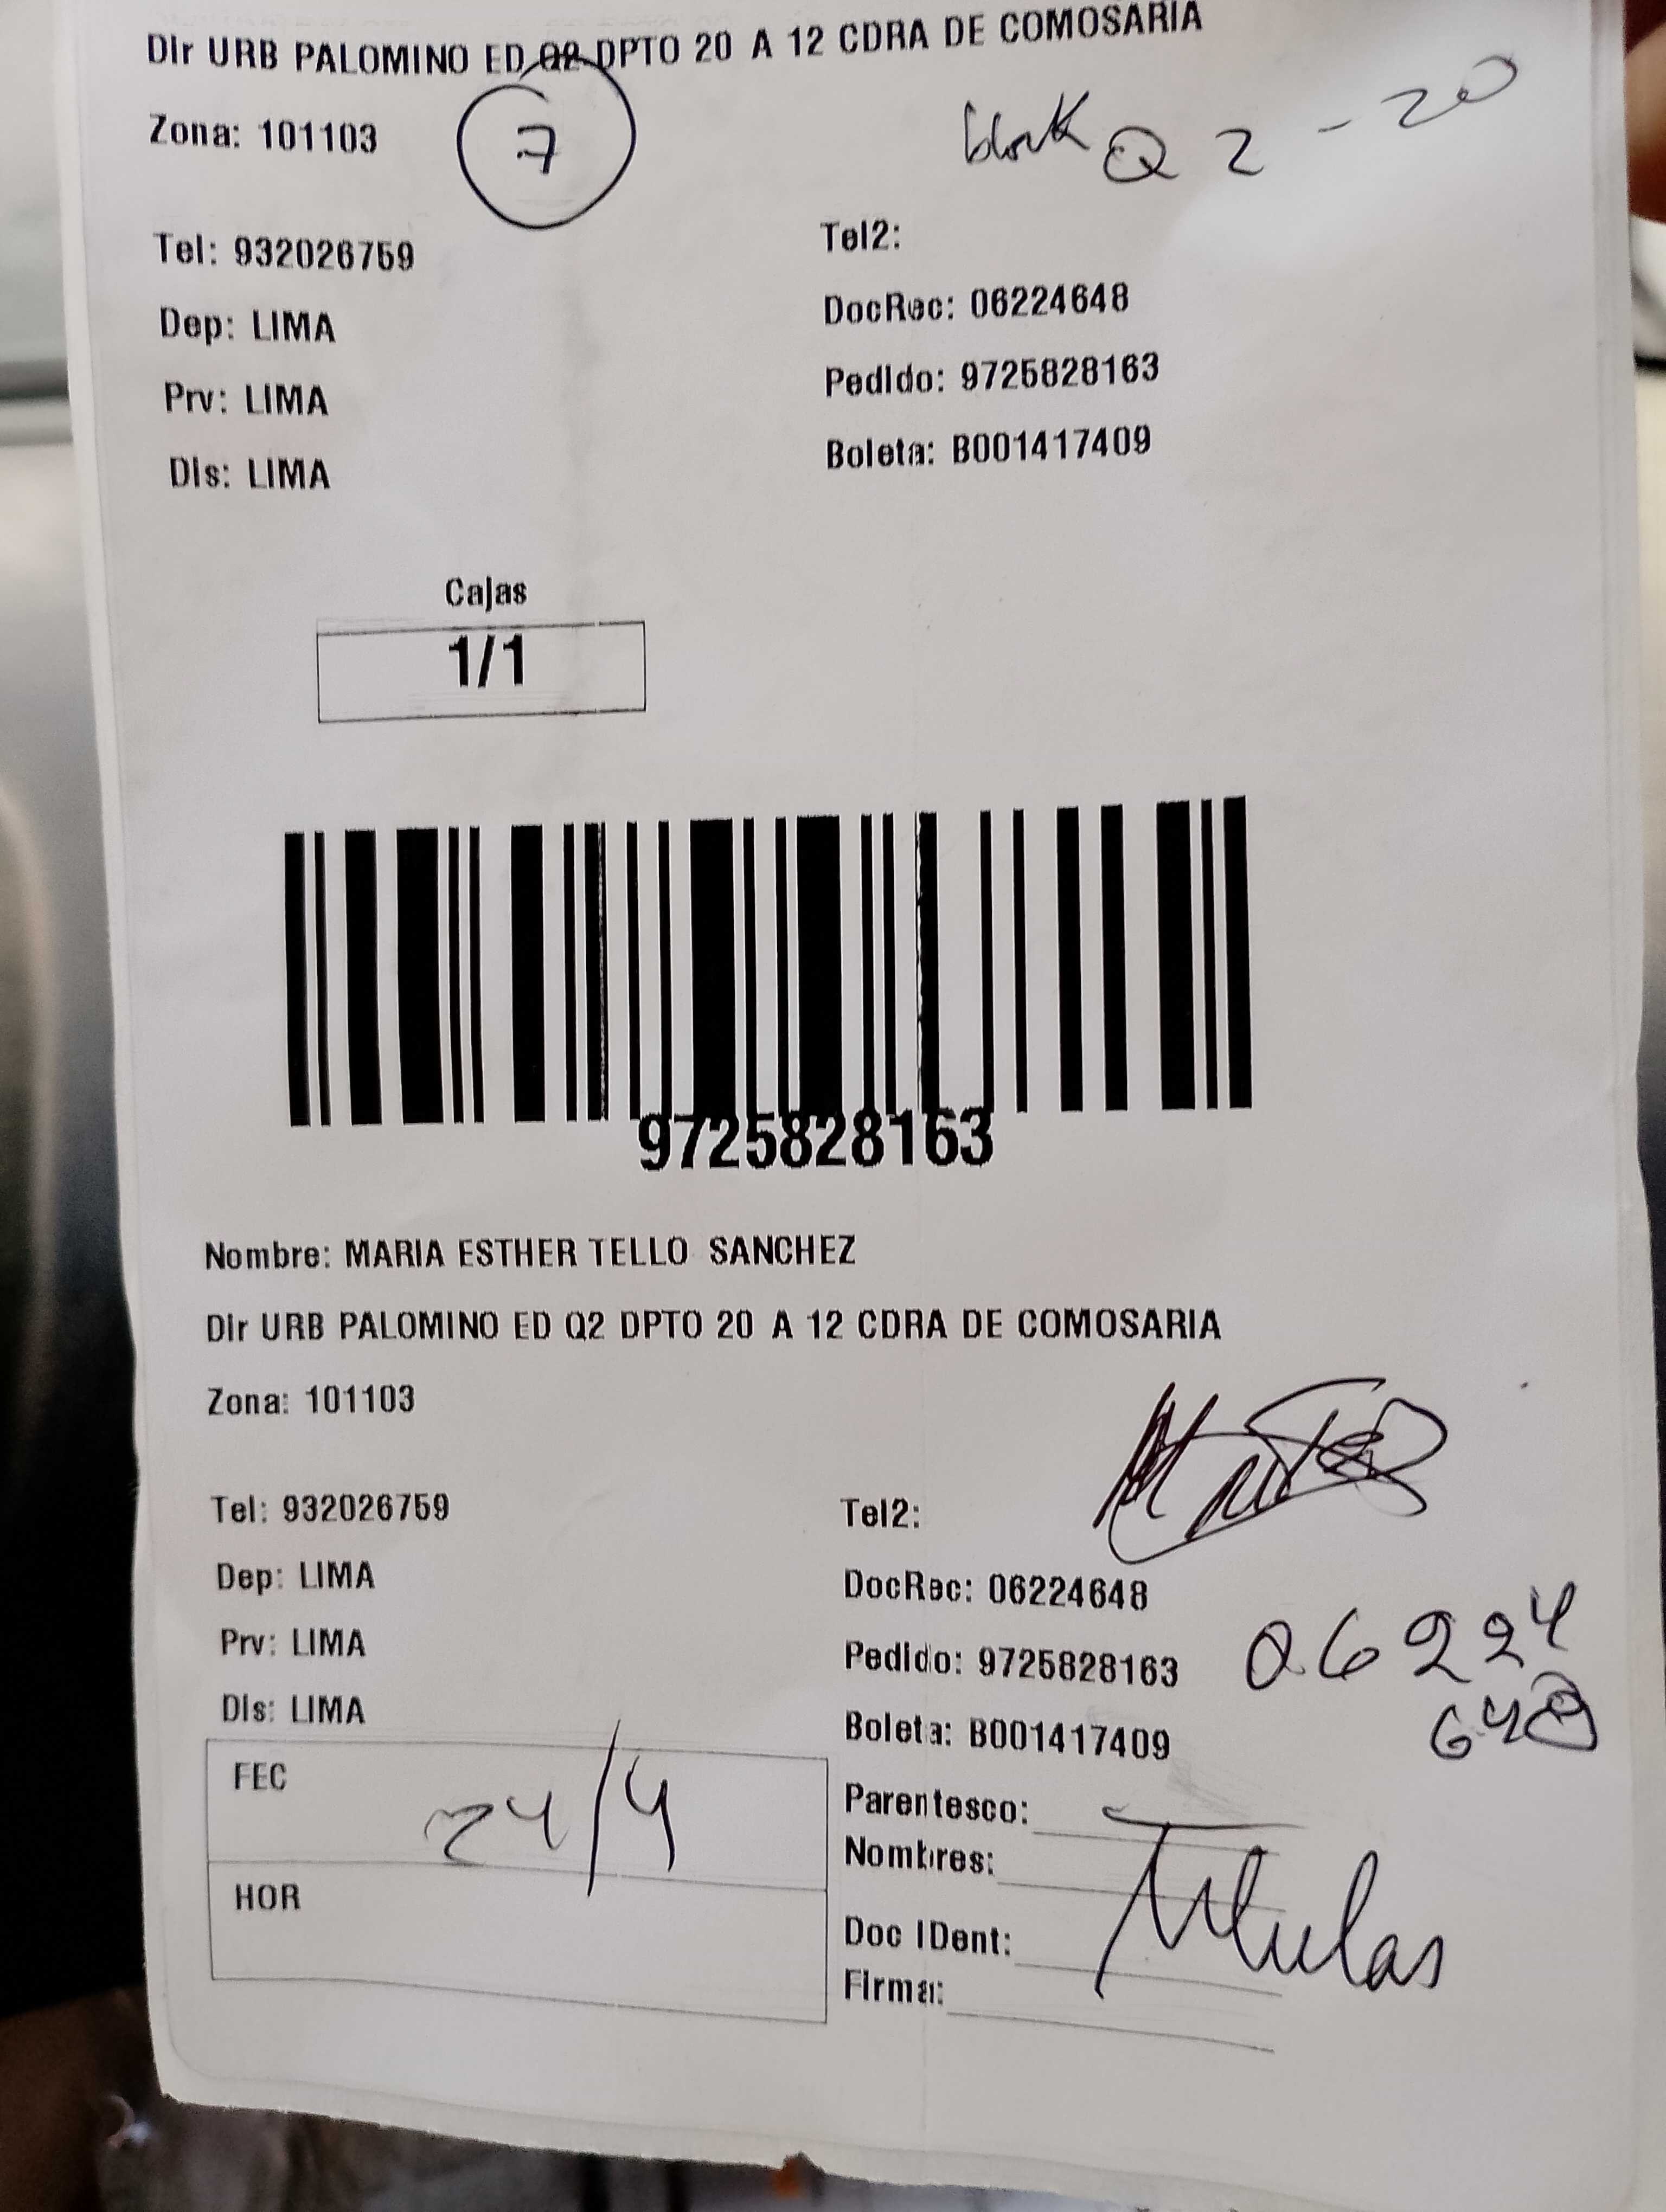 Dir URB PALOMINO ED Q2 DPTO 20 A 12 CDRA DE COMOSARIA
Zona: 101103
7
block Q 2 - 20
Tel: 932026759
Tel2:
Dep: LIMA
DocRec: 06224648
Prv: LIMA
Pedido: 9725828163
Dis: LIMA
Boleta: B001417409
Cajas
1/1
9725828163
Nombre: MARIA ESTHER TELLO SANCHEZ
Dir URB PALOMINO ED Q2 DPTO 20 A 12 CDRA DE COMOSARIA
Zona: 101103
Tel: 932026759
Tel2:
Dep: LIMA
DocRec: 06224648
Prv: LIMA
Pedido: 9725828163
06224
648
Dis: LIMA
Boleta: B001417409
FEC
24/4
HOR
Parentesco:
Nombres:
Doc IDent:
Firma: